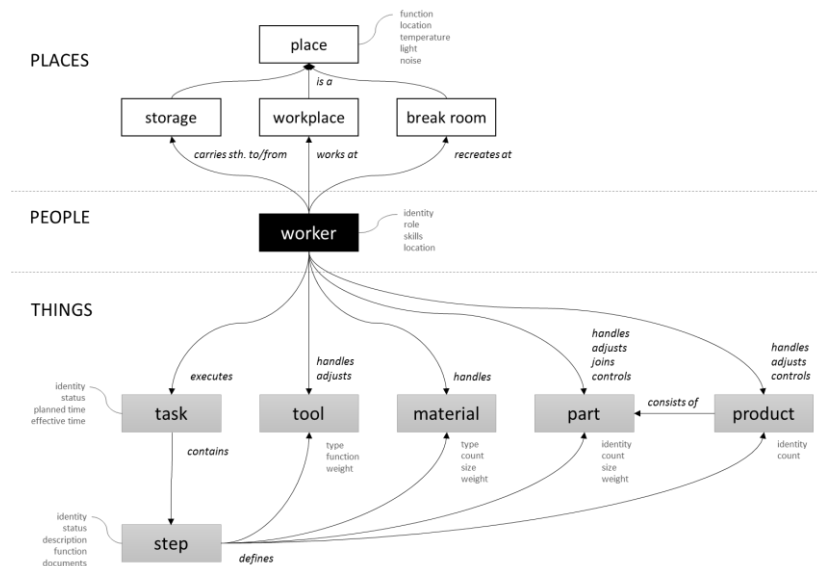 function
location
temperature
light
noise
place
PLACES
is a
storage
workplace
break room
carries sth. to/from
works at
recreates at
PEOPLE
worker
identity
role
skills
location
THINGS
executes
handles
adjusts
handles
handles
adjusts
joins
controls
handles
adjusts
controls
identity
status
planned time
effective time
task
tool
material
part
consists of
product
contains
type
function
weight
type
count
size
weight
identity
count
size
weight
identity
count
identity
status
description
function
documents
step
defines